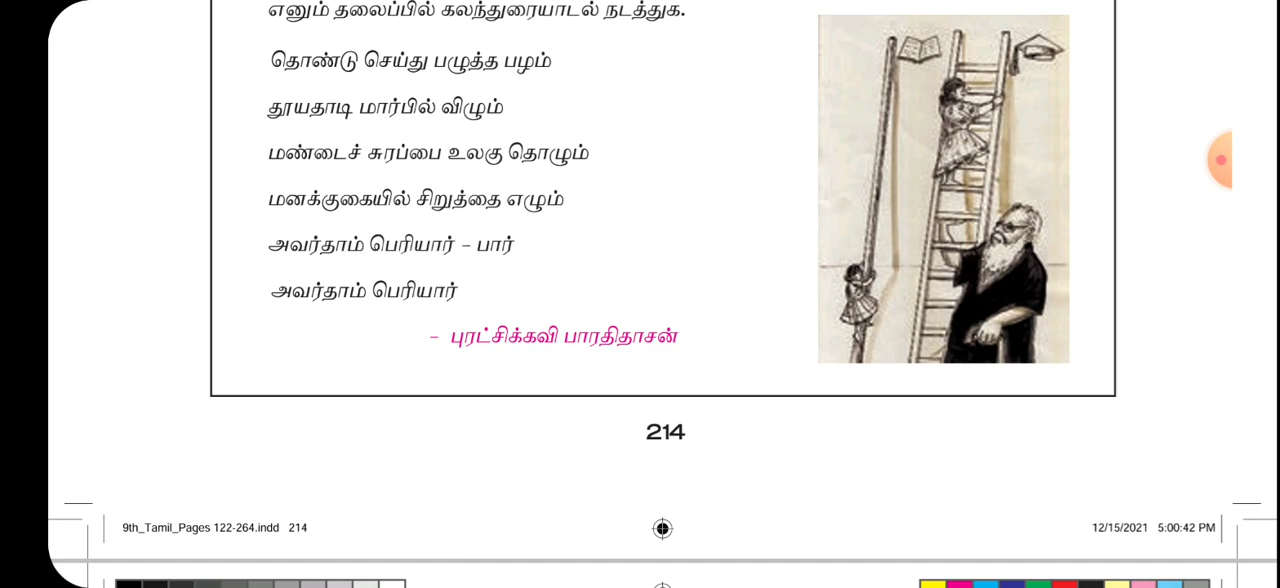 எனும் தலைப்பில் கலந்துரையாடல் நடத்துக.
தொண்டு செய்து பழுத்த பழம்
தூயதாடி மார்பில் விழும்
மண்டைச் சுரப்பை உலகு தொழும்
மனக்குகையில் சிறுத்தை எழும்
அவர்தாம் பெரியார் – பார்
அவர்தாம் பெரியார்
– புரட்சிக்கவி பாரதிதாசன்
214
9th_Tamil_Pages 122-264.indd 214
12/15/2021 5:00:42 PM